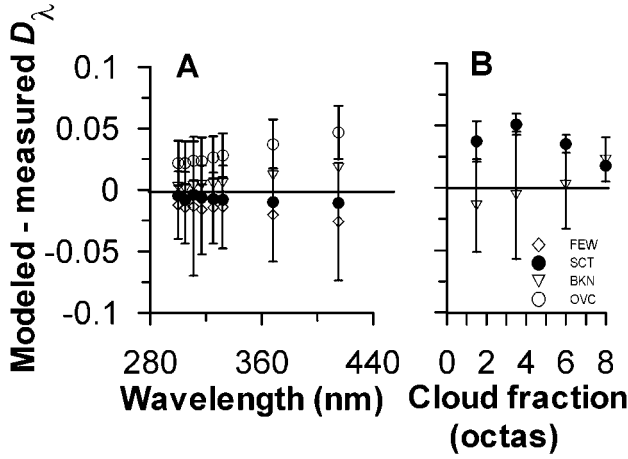 Modeled - measured Dλ
A
B
0.1
0.05
0
-0.05
-0.1
280 360 440
0 2 4 6 8
FEW
SCT
BKN
OVC
Wavelength (nm)
Cloud fraction
(octas)